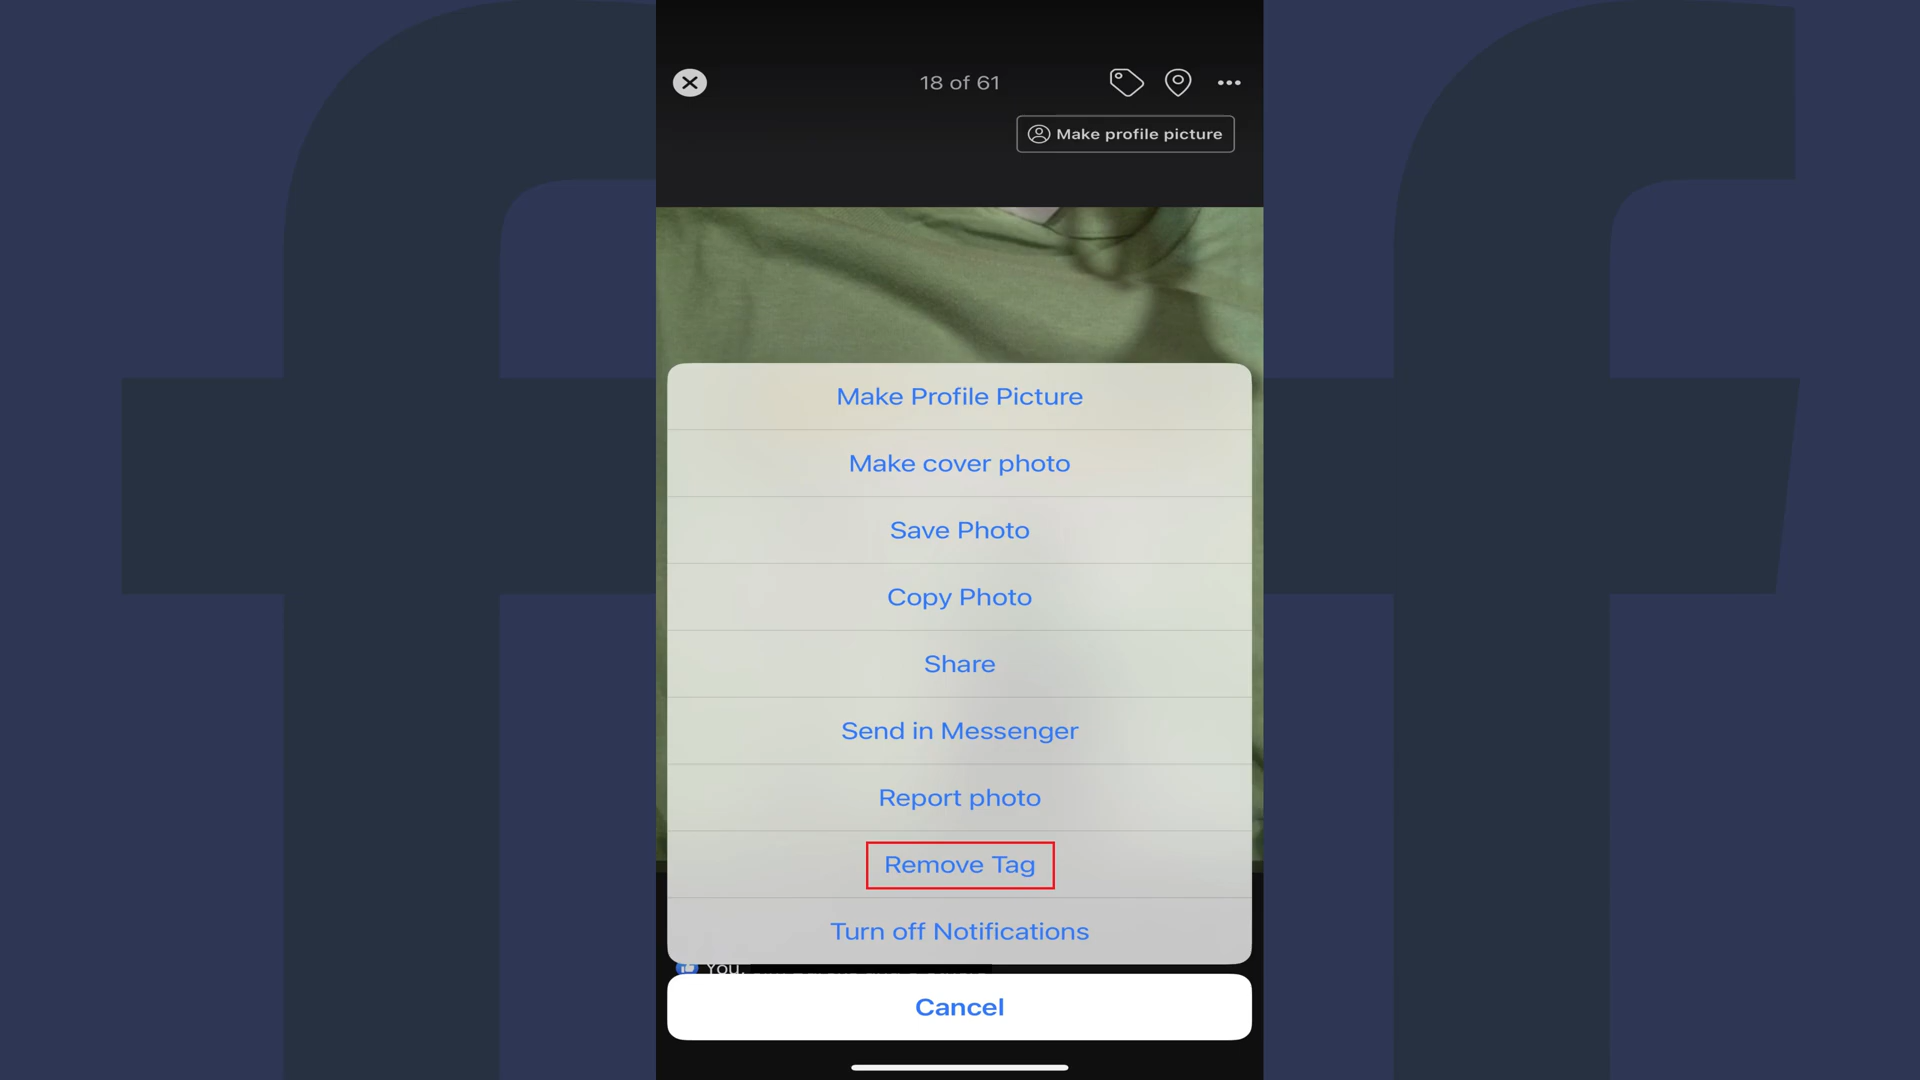 18 of 61
Make profile picture
Make Profile Picture
Make cover photo
Save Photo
Copy Photo
Share
Send in Messenger
Report photo
Remove Tag
Turn off Notifications
You,
Cancel